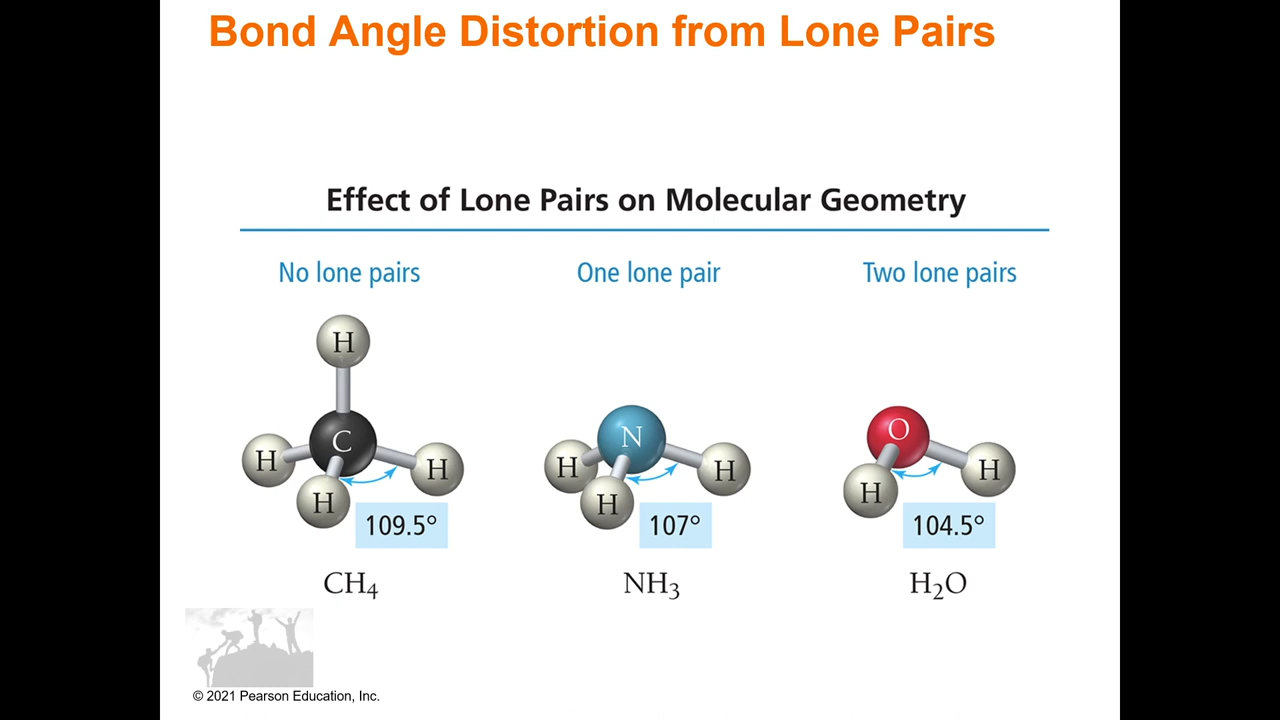 Bond Angle Distortion from Lone Pairs
Effect of Lone Pairs on Molecular Geometry
No lone pairs
One lone pair
Two lone pairs
H
C
H
H
H
109.5°
CH₄
N
H
H
H
107°
NH₃
O
H
H
104.5°
H₂O
© 2021 Pearson Education, Inc.